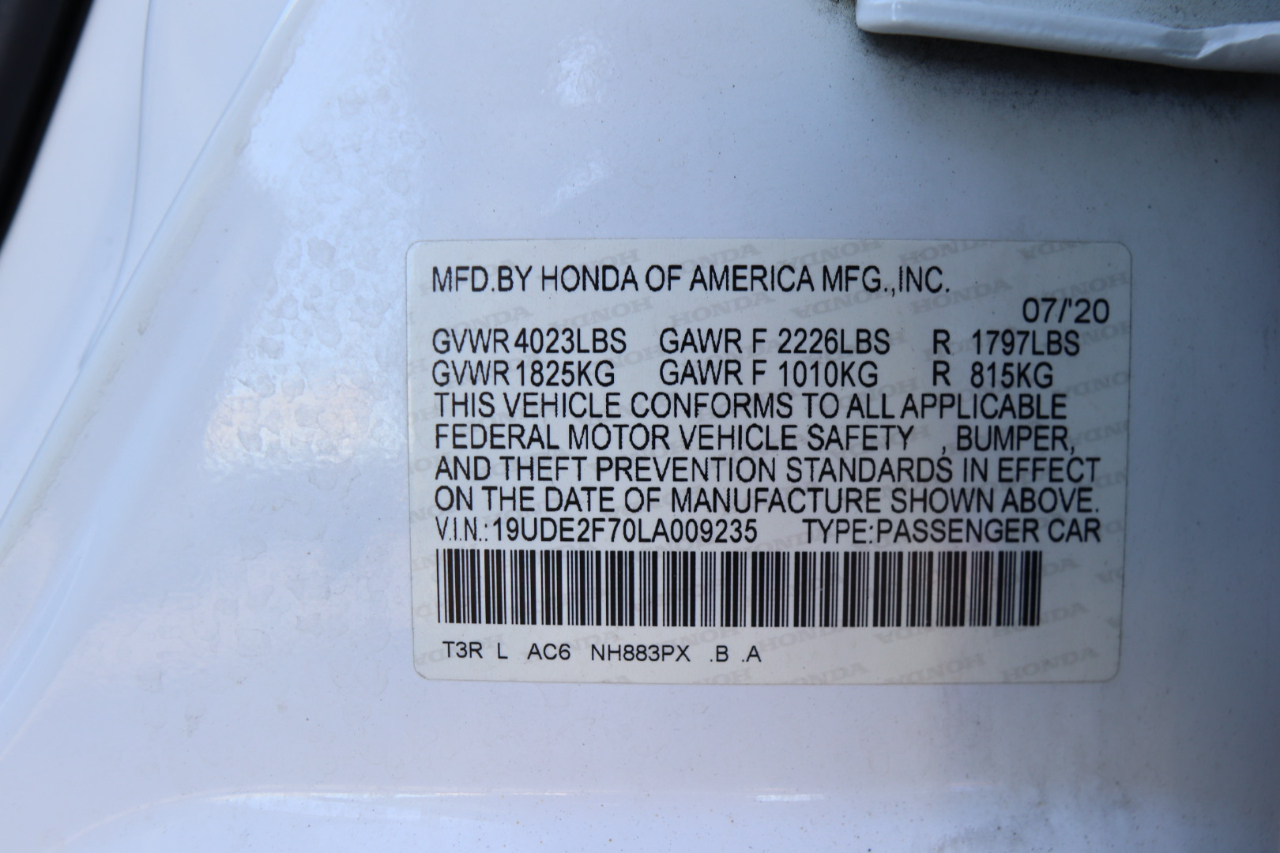 MFD.BY HONDA OF AMERICA MFG.,INC.
07/'20
GVWR 4023LBS GAWR F 2226LBS R 1797LBS
GVWR 1825KG GAWR F 1010KG R 815KG
THIS VEHICLE CONFORMS TO ALL APPLICABLE
FEDERAL MOTOR VEHICLE SAFETY , BUMPER,
AND THEFT PREVENTION STANDARDS IN EFFECT
ON THE DATE OF MANUFACTURE SHOWN ABOVE.
V.I.N.:19UDE2F70LA009235 TYPE:PASSENGER CAR
T3R L AC6 NH883PX .B .A